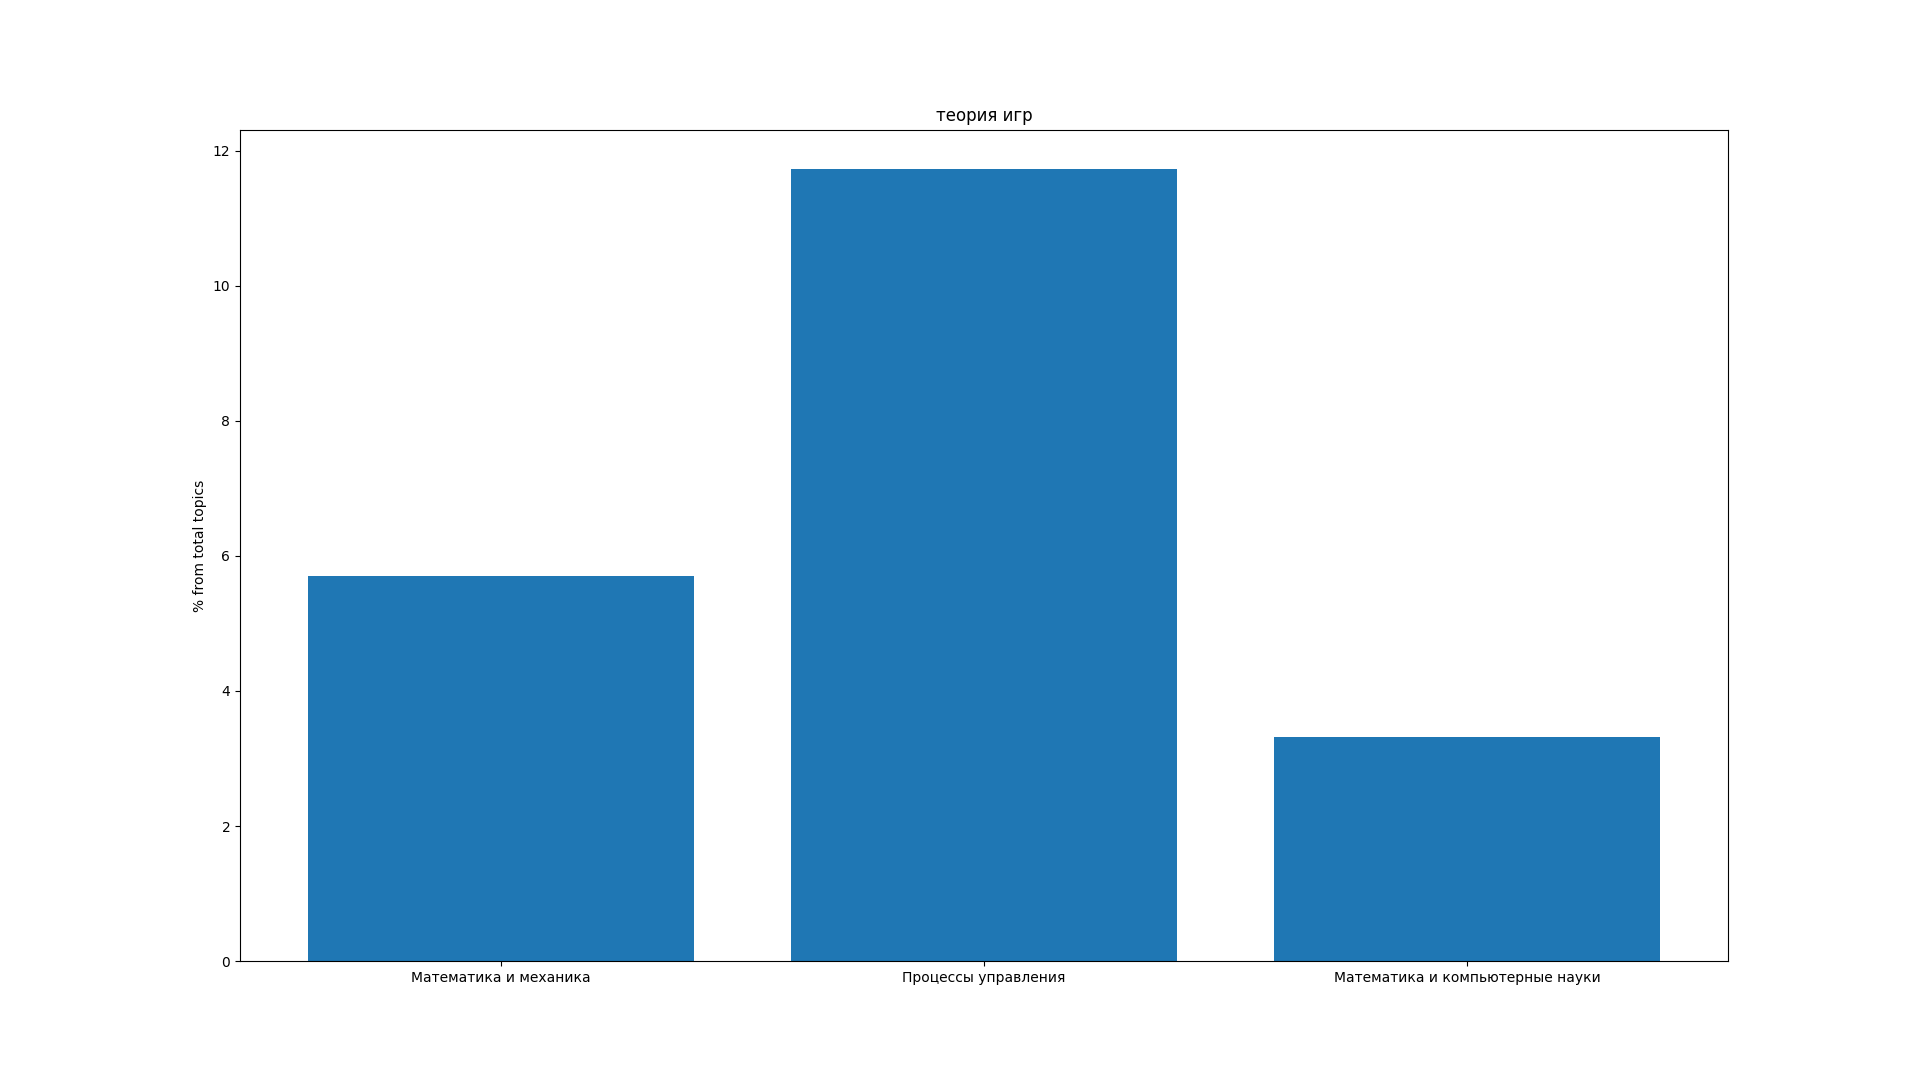 теория игр
12
10
8
6
4
2
0
% from total topics
Математика и механика
Процессы управления
Математика и компьютерные науки